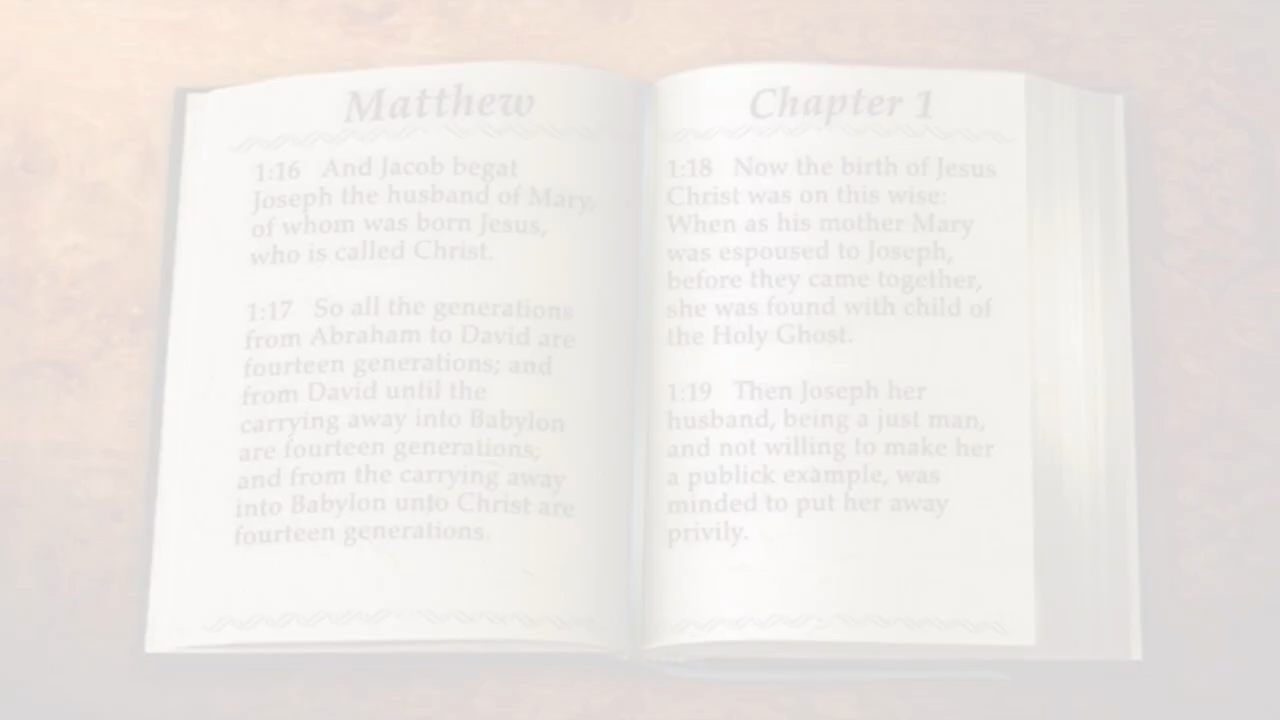 Matthew
1:16 And Jacob begat
Joseph the husband of Mary,
of whom was born Jesus,
who is called Christ.
1:17 So all the generations
from Abraham to David are
fourteen generations; and
from David until the
carrying away into Babylon
are fourteen generations;
and from the carrying away
into Babylon unto Christ are
fourteen generations.
Chapter 1
1:18 Now the birth of Jesus
Christ was on this wise:
When as his mother Mary
was espoused to Joseph,
before they came together,
she was found with child of
the Holy Ghost.
1:19 Then Joseph her
husband, being a just man,
and not willing to make her
a publick example, was
minded to put her away
privily.